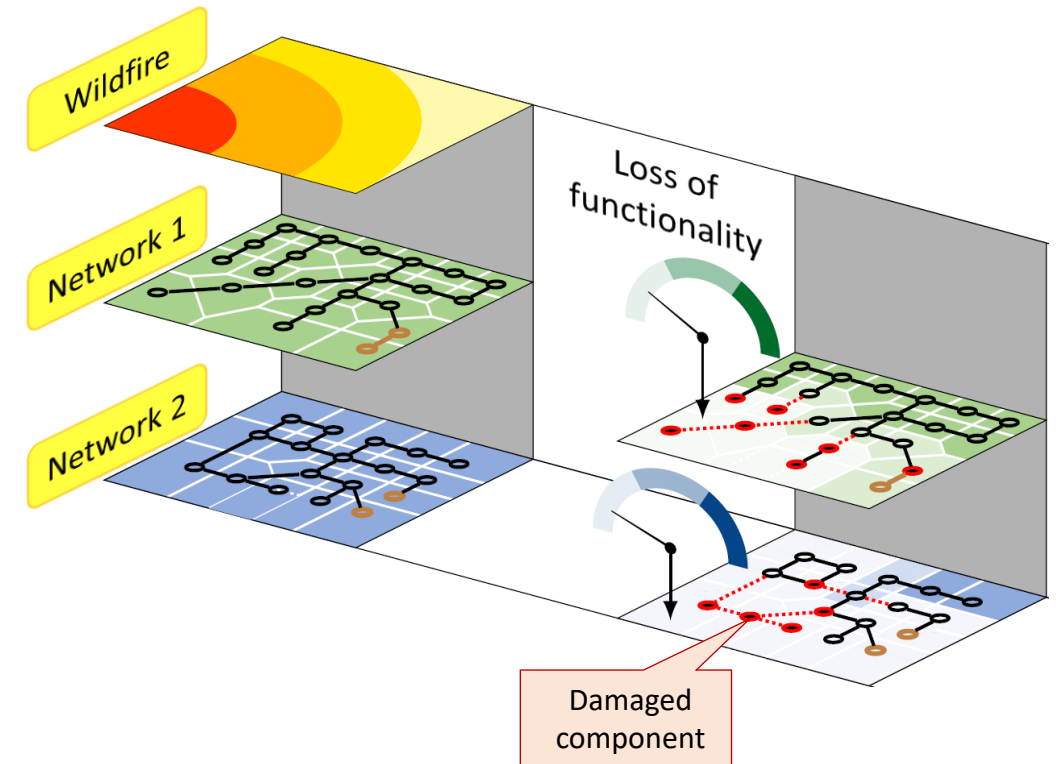 Wildfire
Network 1
Network 2
Loss of
functionality
Damaged
component